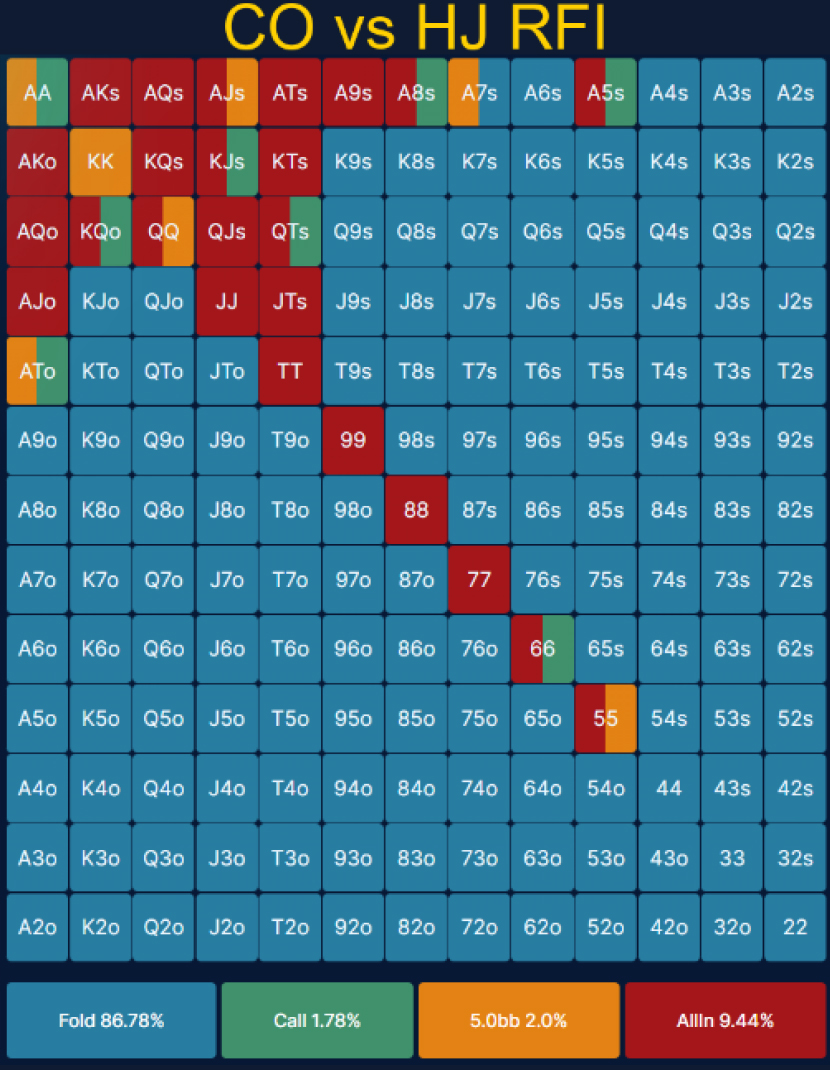 CO vs HJ RFI
AA AKs AQs AJs ATs A9s A8s A7s A6s A5s A4s A3s A2s
AKo KK KQs KJs KTs K9s K8s K7s K6s K5s K4s K3s K2s
AQo KQo QQ QJs QTs Q9s Q8s Q7s Q6s Q5s Q4s Q3s Q2s
AJo KJo QJo JJ JTs J9s J8s J7s J6s J5s J4s J3s J2s
ATo KTo QTo JTo TT T9s T8s T7s T6s T5s T4s T3s T2s
A9o K9o Q9o J9o T9o 99 98s 97s 96s 95s 94s 93s 92s
A8o K8o Q8o J8o T8o 98o 88 87s 86s 85s 84s 83s 82s
A7o K7o Q7o J7o T7o 97o 87o 77 76s 75s 74s 73s 72s
A6o K6o Q6o J6o T6o 96o 86o 76o 66 65s 64s 63s 62s
A5o K5o Q5o J5o T5o 95o 85o 75o 65o 55 54s 53s 52s
A4o K4o Q4o J4o T4o 94o 84o 74o 64o 54o 44 43s 42s
A3o K3o Q3o J3o T3o 93o 83o 73o 63o 53o 43o 33 32s
A2o K2o Q2o J2o T2o 92o 82o 72o 62o 52o 42o 32o 22
Fold 86.78% Call 1.78% 5.0bb 2.0% AllIn 9.44%